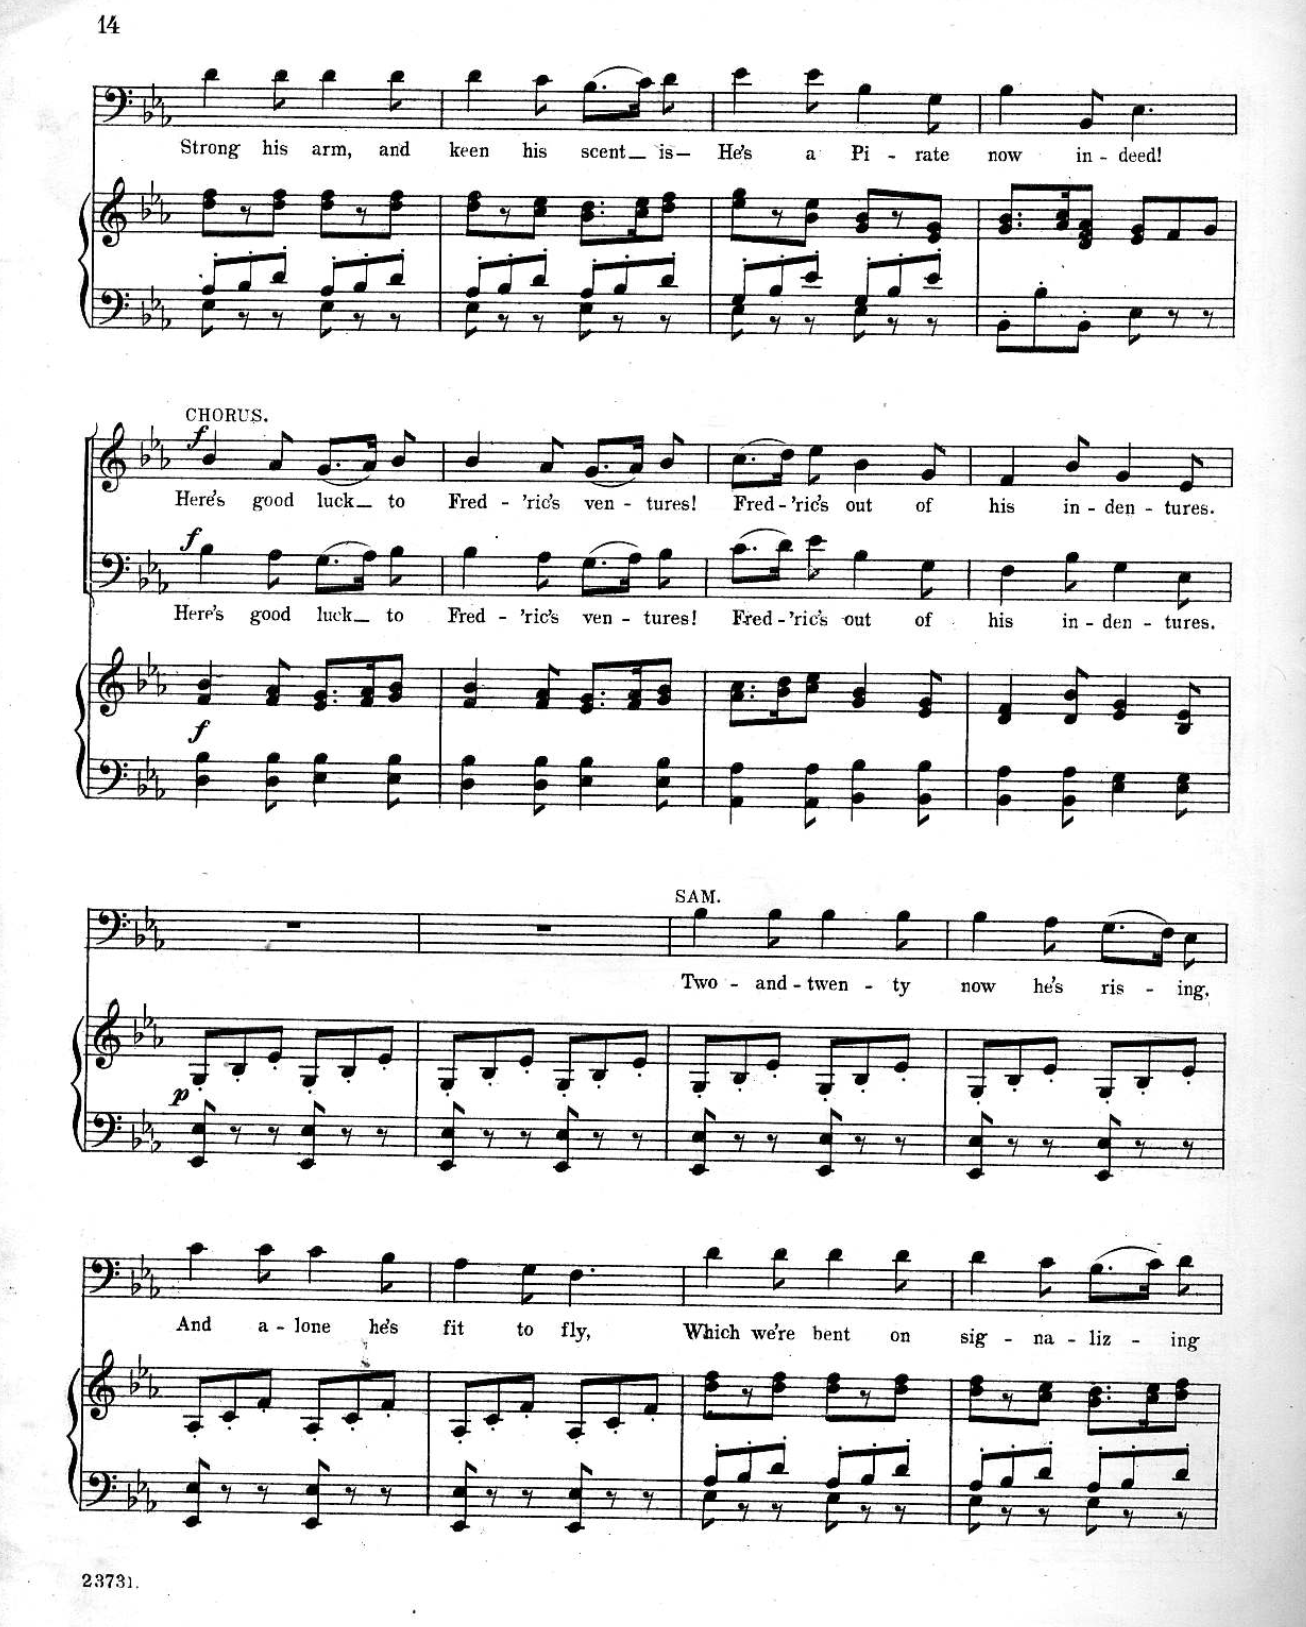 14
Strong his arm, and keen his scent_ is— He's a Pi - rate now in - deed!
CHORUS.
f
Here's good luck_ to Fred - 'ric's ven - tures! Fred - 'ric's out of his in - den - tures.
f
Here's good luck_ to Fred - 'ric's ven - tures! Fred - 'ric's out of his in - den - tures.
f
SAM.
Two - and - twen - ty now he's ris - ing,
p
And a - lone he's fit to fly, Which we're bent on sig - na - liz - ing
23731.